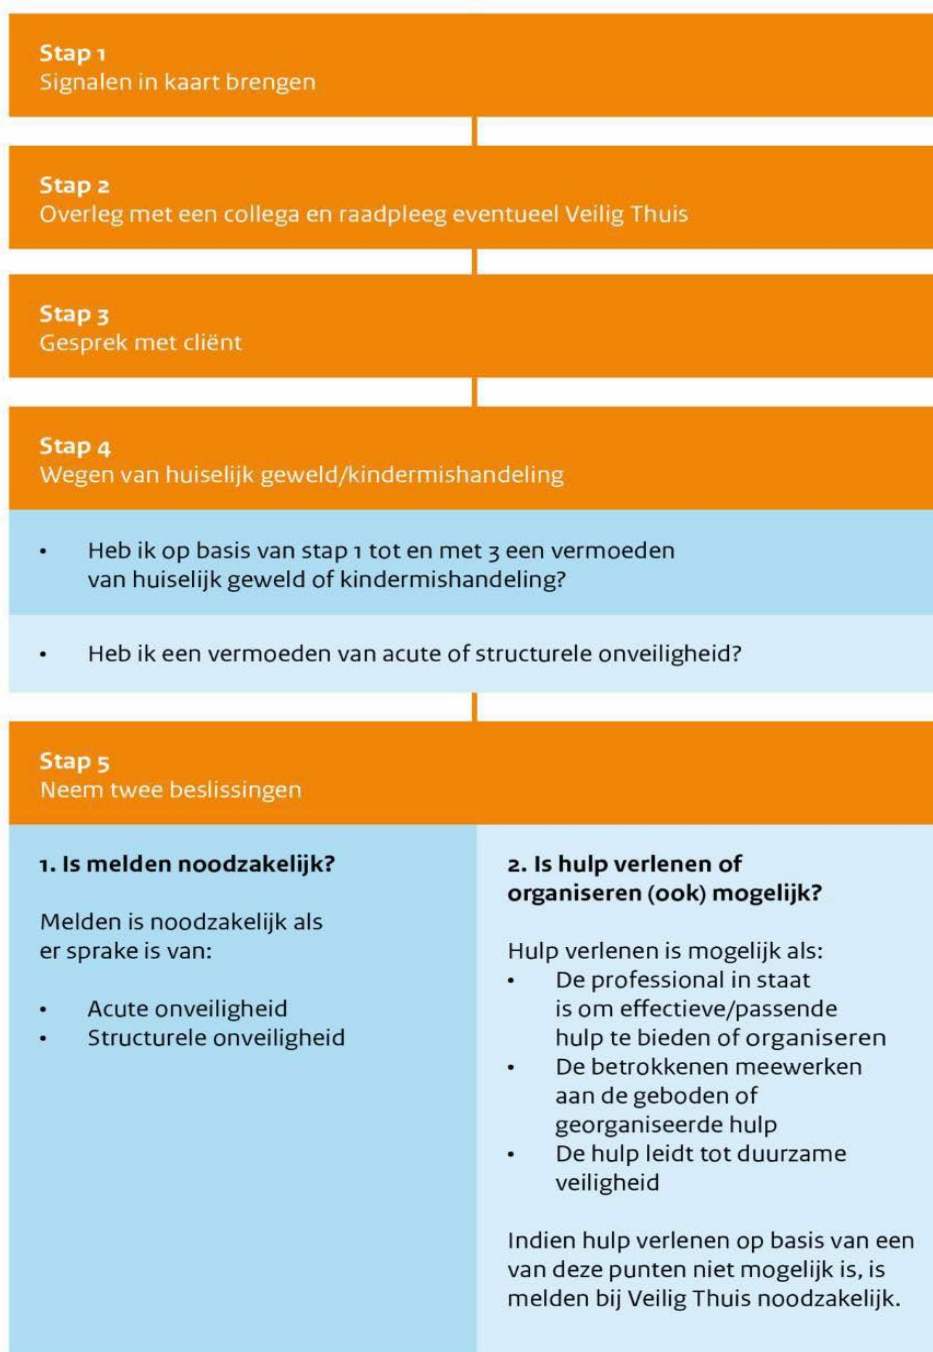 Stap 1
Signalen in kaart brengen
Stap 2
Overleg met een collega en raadpleeg eventueel Veilig Thuis
Stap 3
Gesprek met cliënt
Stap 4
Wegen van huiselijk geweld/kindermishandeling
• Heb ik op basis van stap 1 tot en met 3 een vermoeden
van huiselijk geweld of kindermishandeling?
• Heb ik een vermoeden van acute of structurele onveiligheid?
Stap 5
Neem twee beslissingen
1. Is melden noodzakelijk?
Melden is noodzakelijk als
er sprake is van:
• Acute onveiligheid
• Structurele onveiligheid
2. Is hulp verlenen of
organiseren (ook) mogelijk?
Hulp verlenen is mogelijk als:
• De professional in staat
is om effectieve/passende
hulp te bieden of organiseren
• De betrokkenen meewerken
aan de geboden of
georganiseerde hulp
• De hulp leidt tot duurzame
veiligheid
Indien hulp verlenen op basis van een
van deze punten niet mogelijk is, is
melden bij Veilig Thuis noodzakelijk.